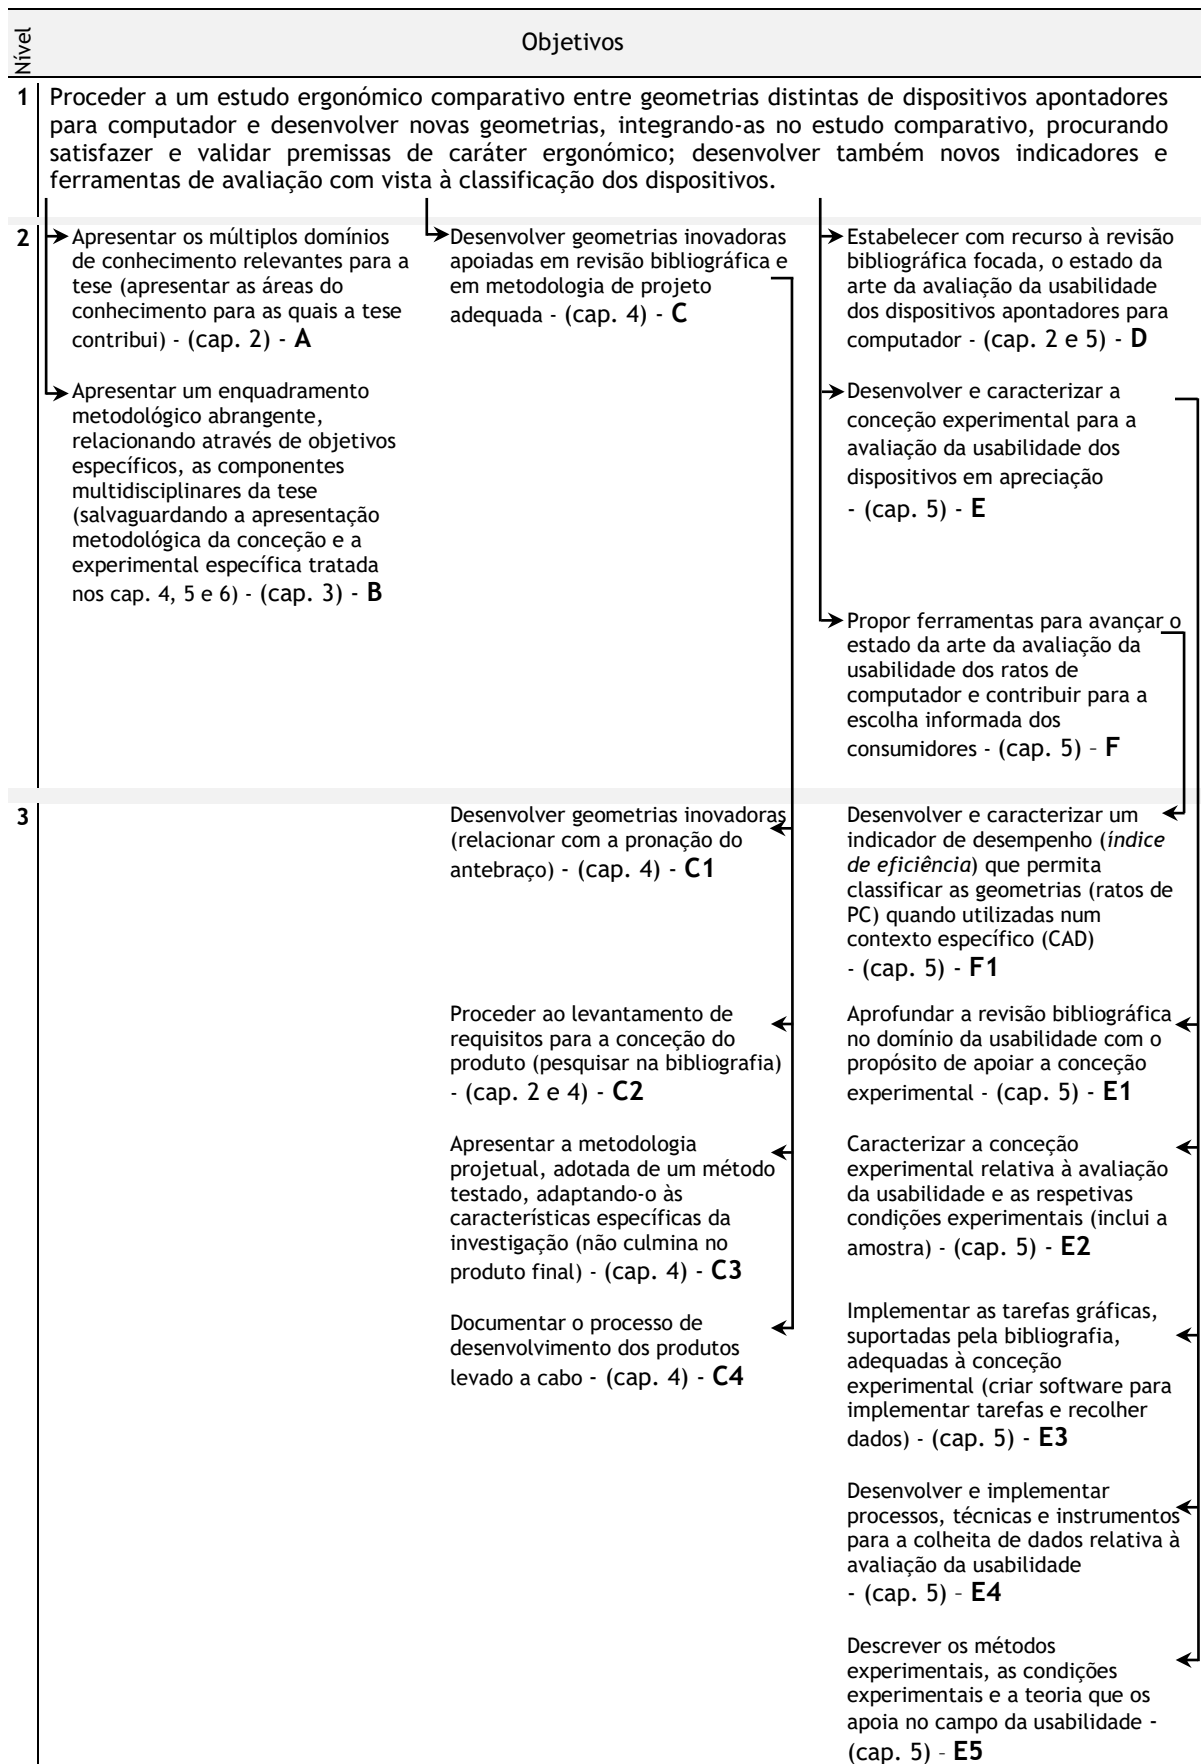 Nível
Objetivos
1
Proceder a um estudo ergonómico comparativo entre geometrias distintas de dispositivos apontadores
para computador e desenvolver novas geometrias, integrando-as no estudo comparativo, procurando
satisfazer e validar premissas de caráter ergonómico; desenvolver também novos indicadores e
ferramentas de avaliação com vista à classificação dos dispositivos.
2
Apresentar os múltiplos domínios
de conhecimento relevantes para a
tese (apresentar as áreas do
conhecimento para as quais a tese
contribui) - (cap. 2) - A
Apresentar um enquadramento
metodológico abrangente,
relacionando através de objetivos
específicos, as componentes
multidisciplinares da tese
(salvaguardando a apresentação
metodológica da conceção e a
experimental específica tratada
nos cap. 4, 5 e 6) - (cap. 3) - B
Desenvolver geometrias inovadoras
apoiadas em revisão bibliográfica e
em metodologia de projeto
adequada - (cap. 4) - C
Estabelecer com recurso à revisão
bibliográfica focada, o estado da
arte da avaliação da usabilidade
dos dispositivos apontadores para
computador - (cap. 2 e 5) - D
Desenvolver e caracterizar a
conceção experimental para a
avaliação da usabilidade dos
dispositivos em apreciação
- (cap. 5) - E
Propor ferramentas para avançar o
estado da arte da avaliação da
usabilidade dos ratos de
computador e contribuir para a
escolha informada dos
consumidores - (cap. 5) – F
3
Desenvolver geometrias inovadoras
(relacionar com a pronação do
antebraço) - (cap. 4) - C1
Proceder ao levantamento de
requisitos para a conceção do
produto (pesquisar na bibliografia)
- (cap. 2 e 4) - C2
Apresentar a metodologia
projetual, adotada de um método
testado, adaptando-o às
características específicas da
investigação (não culmina no
produto final) - (cap. 4) - C3
Documentar o processo de
desenvolvimento dos produtos
levado a cabo - (cap. 4) - C4
Desenvolver e caracterizar um
indicador de desempenho (índice
de eficiência) que permita
classificar as geometrias (ratos de
PC) quando utilizadas num
contexto específico (CAD)
- (cap. 5) - F1
Aprofundar a revisão bibliográfica
no domínio da usabilidade com o
propósito de apoiar a conceção
experimental - (cap. 5) - E1
Caracterizar a conceção
experimental relativa à avaliação
da usabilidade e as respetivas
condições experimentais (inclui a
amostra) - (cap. 5) - E2
Implementar as tarefas gráficas,
suportadas pela bibliografia,
adequadas à conceção
experimental (criar software para
implementar tarefas e recolher
dados) - (cap. 5) - E3
Desenvolver e implementar
processos, técnicas e instrumentos
para a colheita de dados relativa à
avaliação da usabilidade
- (cap. 5) – E4
Descrever os métodos
experimentais, as condições
experimentais e a teoria que os
apoia no campo da usabilidade -
(cap. 5) – E5